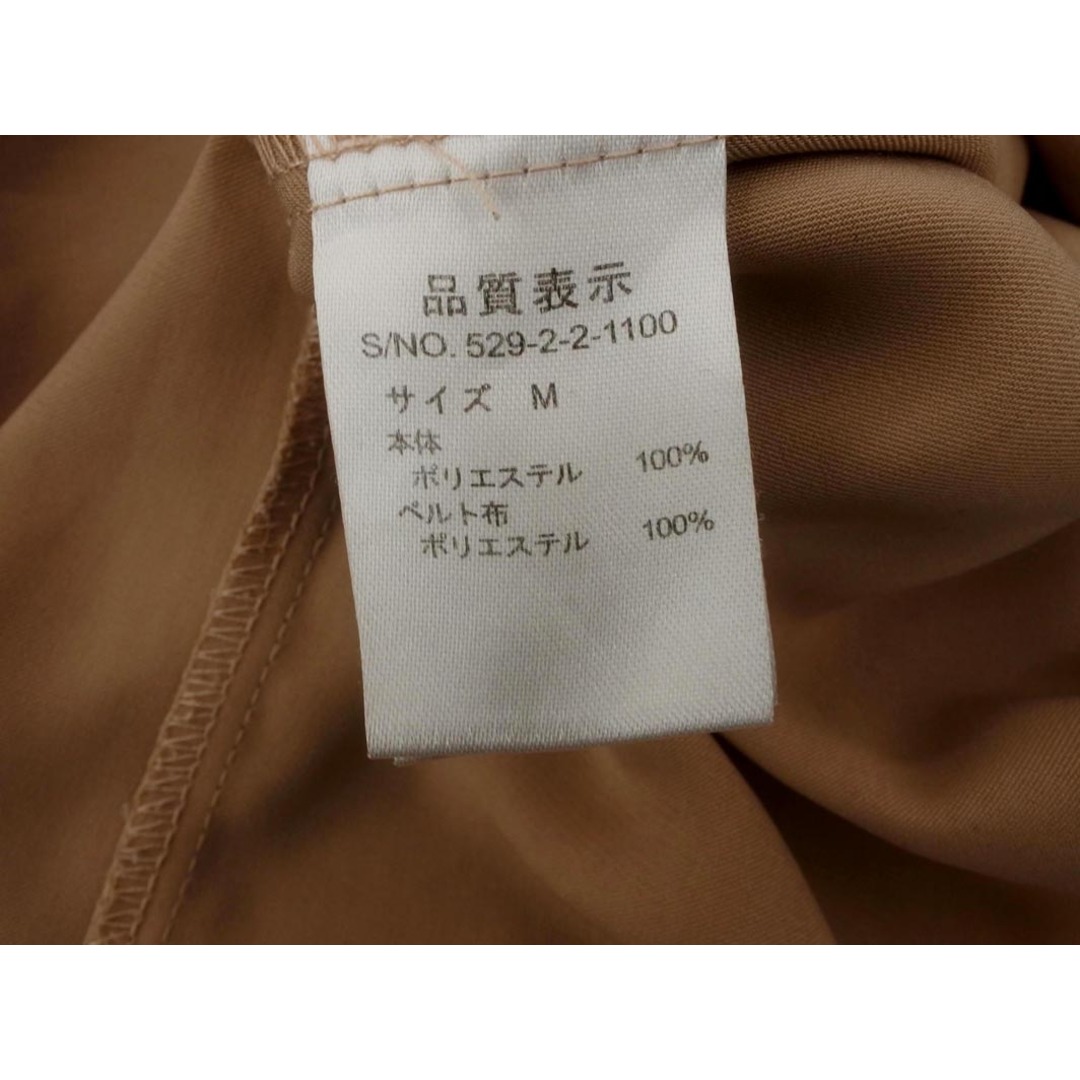 品質表示
S/NO. 529-2-2-1100
サイズ M
本体
ポリエステル 100%
ベルト布
ポリエステル 100%